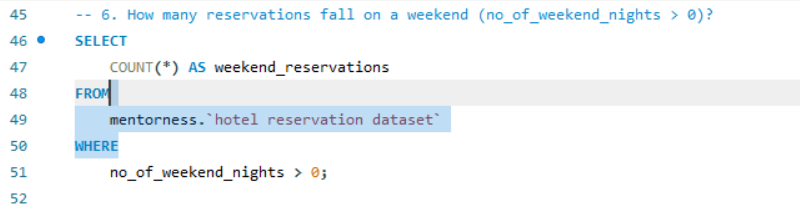 45 -- 6. How many reservations fall on a weekend (no_of_weekend_nights > 0)?
46 SELECT
47 COUNT(*) AS weekend_reservations
48 FROM
49 mentorness.`hotel reservation dataset`
50 WHERE
51 no_of_weekend_nights > 0;
52